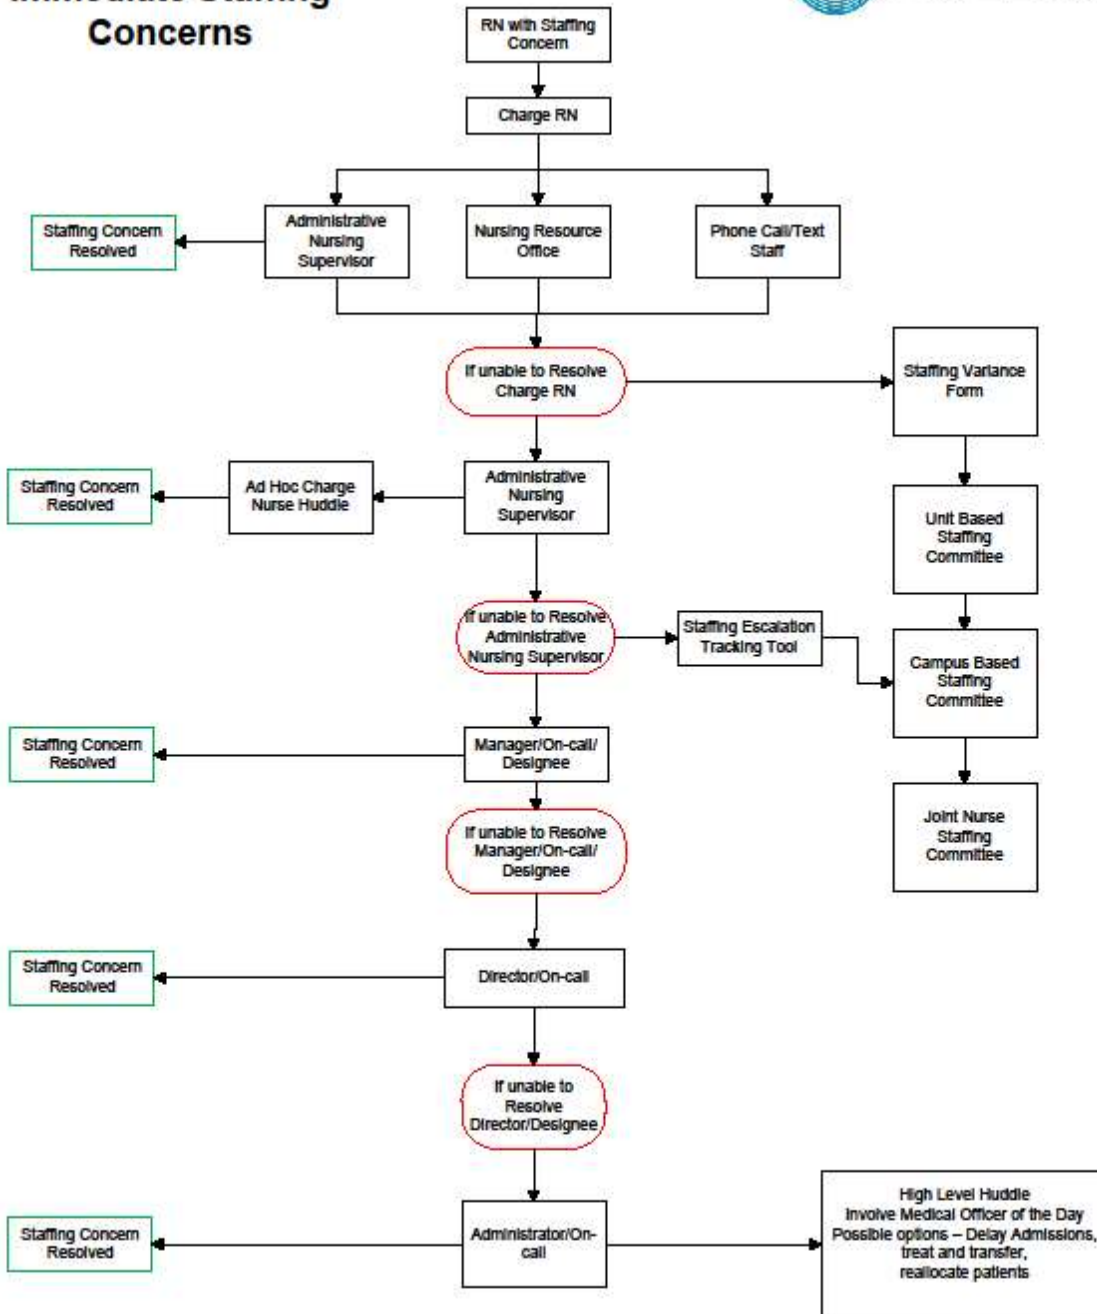 Immediate Staffing
Concerns
RN with Staffing
Concern
Charge RN
Staffing Concern
Resolved
Administrative
Nursing
Supervisor
Nursing Resource
Office
Phone Call/Text
Staff
If unable to Resolve
Charge RN
Staffing Variance
Form
Staffing Concern
Resolved
Ad Hoc Charge
Nurse Huddle
Administrative
Nursing
Supervisor
Unit Based
Staffing
Committee
If unable to Resolve
Administrative
Nursing Supervisor
Staffing Escalation
Tracking Tool
Campus Based
Staffing
Committee
Staffing Concern
Resolved
Manager/On-call/
Designee
If unable to Resolve
Manager/On-call/
Designee
Joint Nurse
Staffing
Committee
Staffing Concern
Resolved
Director/On-call
If unable to
Resolve
Director/Designee
Staffing Concern
Resolved
Administrator/On-
call
High Level Huddle
Involve Medical Officer of the Day
Possible options – Delay Admissions,
treat and transfer,
reallocate patients